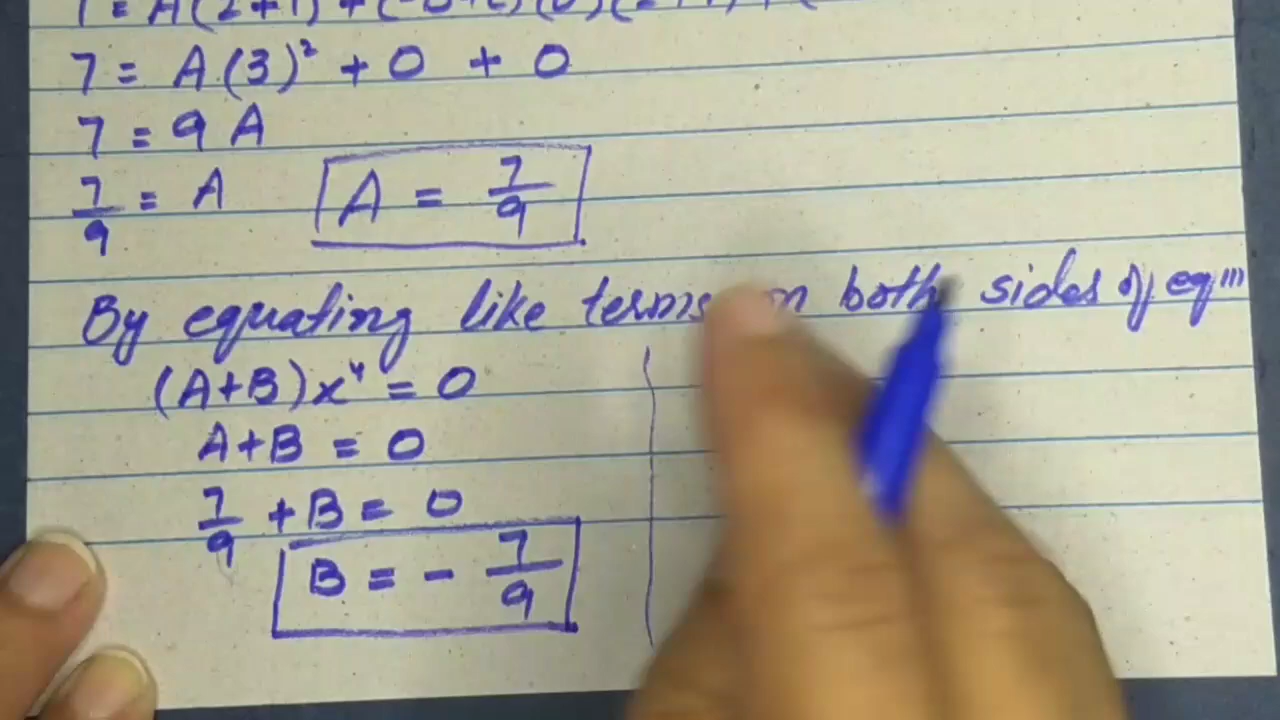 7 = A(3)² + 0 + 0
7 = 9A
7/9 = A
A = 7/9
By equating like terms on both sides of eq
(A+B)x⁴ = 0
A+B = 0
7/9 + B = 0
B = - 7/9